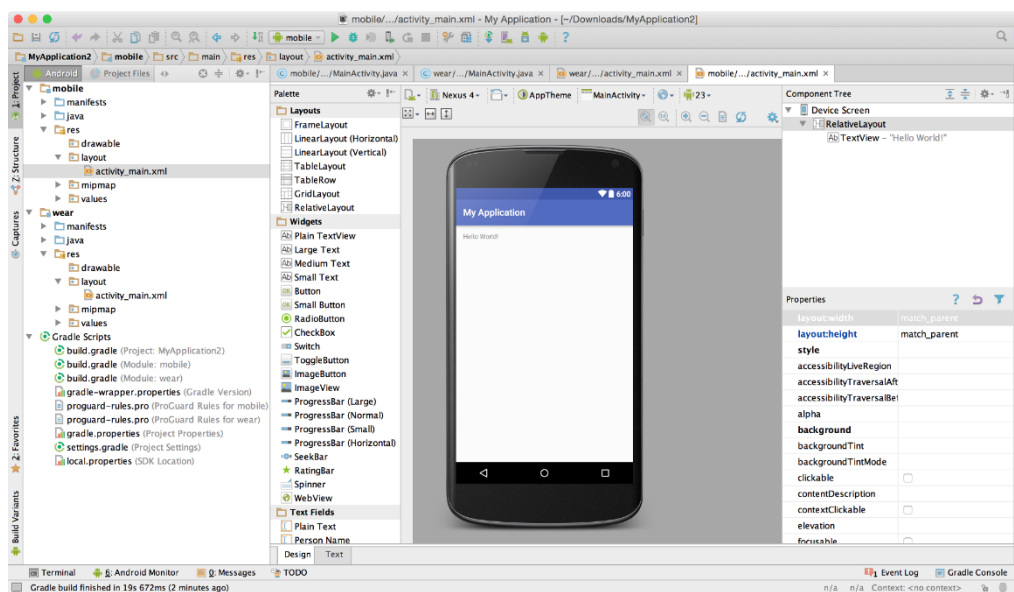 mobile/.../activity_main.xml - My Application - [~/Downloads/MyApplication2]
mobile
MyApplication2 mobile src main res layout activity_main.xml
1: Project
Z: Structure
Captures
2: Favorites
Build Variants
Android Project Files
mobile
manifests
java
res
drawable
layout
activity_main.xml
mipmap
values
wear
manifests
java
res
drawable
layout
activity_main.xml
mipmap
values
Gradle Scripts
build.gradle (Project: MyApplication2)
build.gradle (Module: mobile)
build.gradle (Module: wear)
gradle-wrapper.properties (Gradle Version)
proguard-rules.pro (ProGuard Rules for mobile)
proguard-rules.pro (ProGuard Rules for wear)
gradle.properties (Project Properties)
settings.gradle (Project Settings)
local.properties (SDK Location)
mobile/.../MainActivity.java wear/.../MainActivity.java wear/.../activity_main.xml mobile/.../activity_main.xml
Palette
Layouts
FrameLayout
LinearLayout (Horizontal)
LinearLayout (Vertical)
TableLayout
TableRow
GridLayout
RelativeLayout
Widgets
Ab Plain TextView
Ab Large Text
Ab Medium Text
Ab Small Text
OK Button
OK Small Button
RadioButton
CheckBox
Switch
ToggleButton
ImageButton
ImageView
ProgressBar (Large)
ProgressBar (Normal)
ProgressBar (Small)
ProgressBar (Horizontal)
SeekBar
RatingBar
Spinner
WebView
Text Fields
Plain Text
Person Name
Design Text
Nexus 4 AppTheme MainActivity 23
6:00
My Application
Hello World!
Component Tree
Device Screen
RelativeLayout
Ab TextView - "Hello World!"
Properties
layout:width match_parent
layout:height match_parent
style
accessibilityLiveRegion
accessibilityTraversalAft
accessibilityTraversalBef
alpha
background
backgroundTint
backgroundTintMode
clickable
contentDescription
contextClickable
elevation
focusable
Terminal 6: Android Monitor 0: Messages TODO
1 Event Log Gradle Console
Gradle build finished in 19s 672ms (2 minutes ago)
n/a n/a Context: <no context>